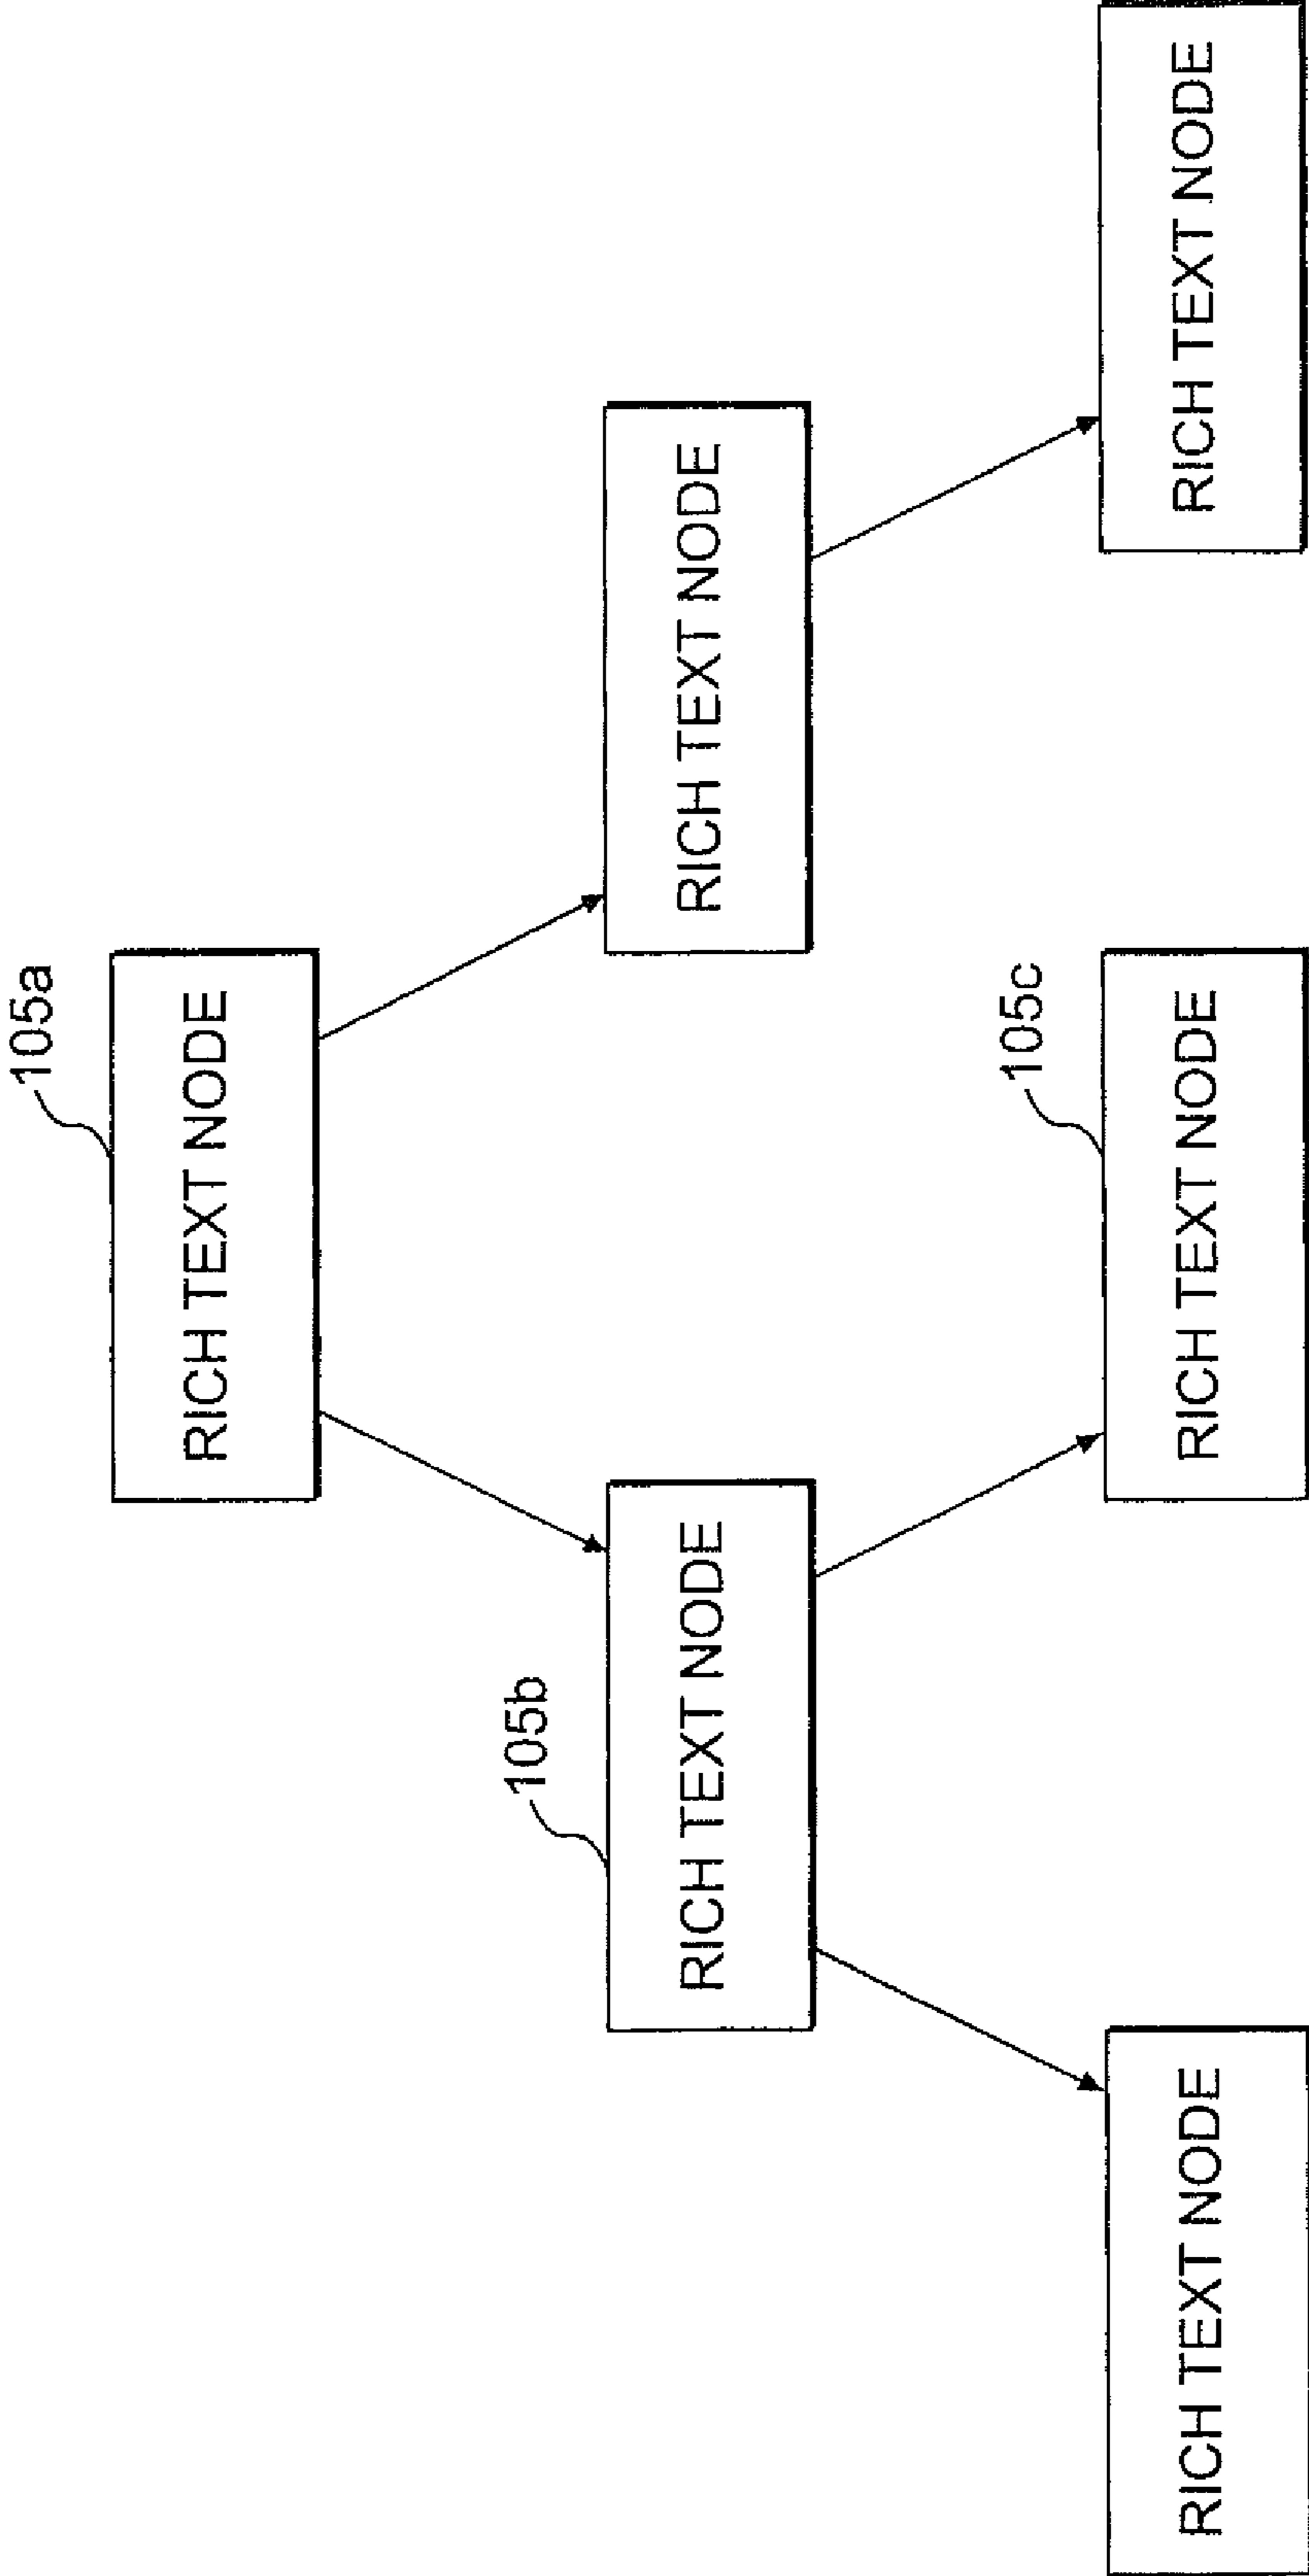 105a
RICH TEXT NODE
105b
RICH TEXT NODE
RICH TEXT NODE
RICH TEXT NODE
105c
RICH TEXT NODE
RICH TEXT NODE